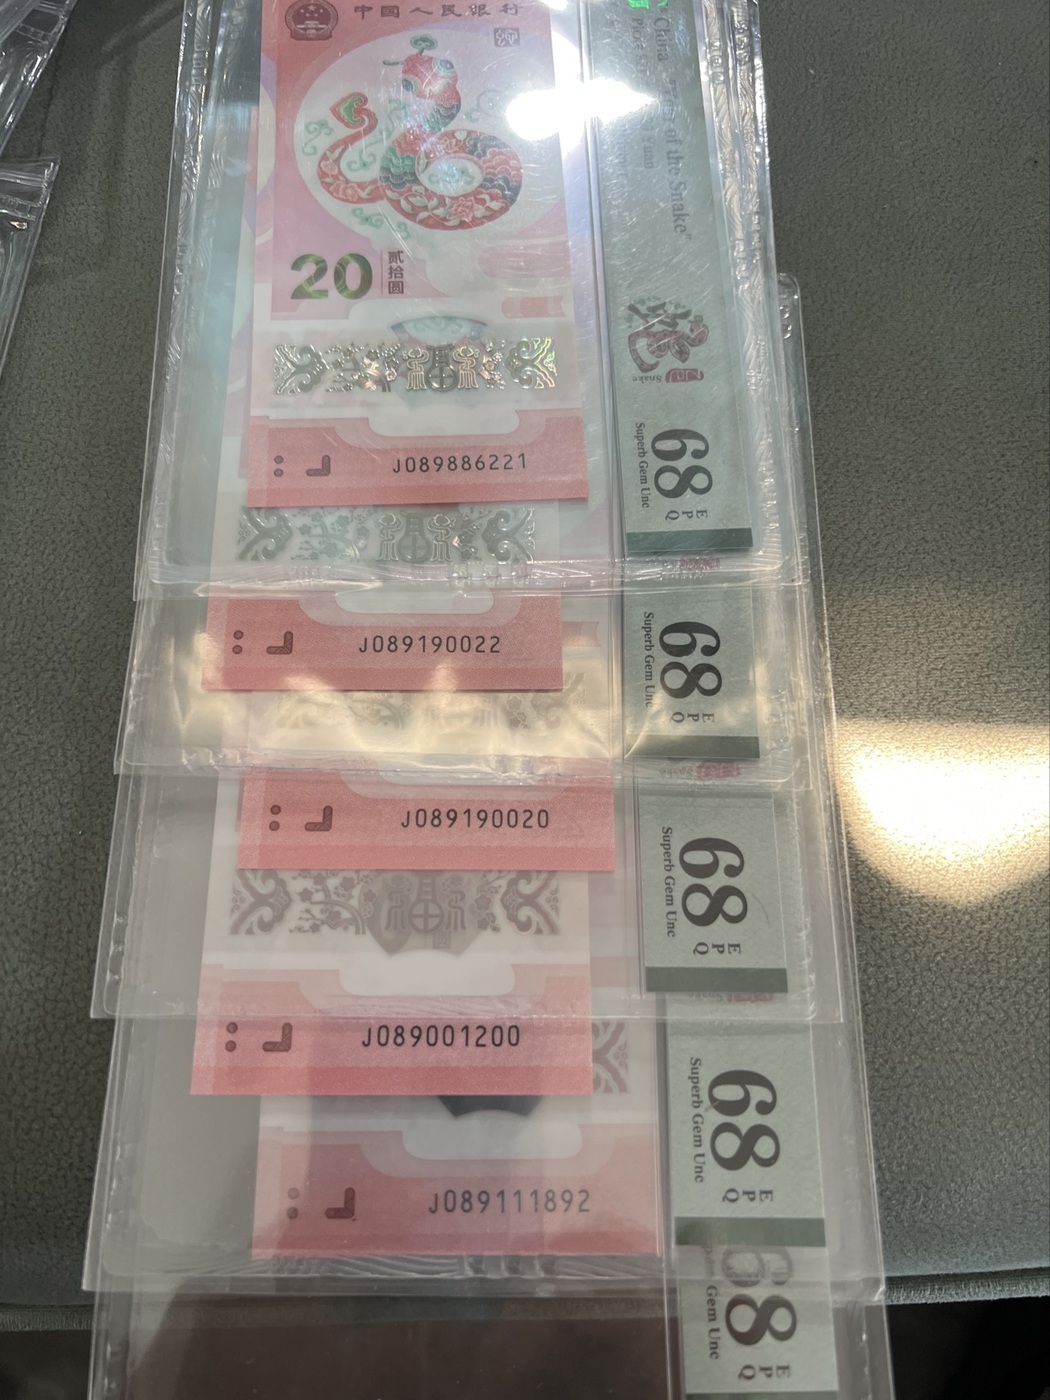 中国人民银行
20
贰拾圆
China
of the Snake"
Snake
J089886221
68
EPQ
Superb Gem Unc
J089190022
68
EPQ
Superb Gem Unc
J089190020
68
EPQ
Superb Gem Unc
J089001200
68
EPQ
Superb Gem Unc
J089111892
68
EPQ
Gem Unc